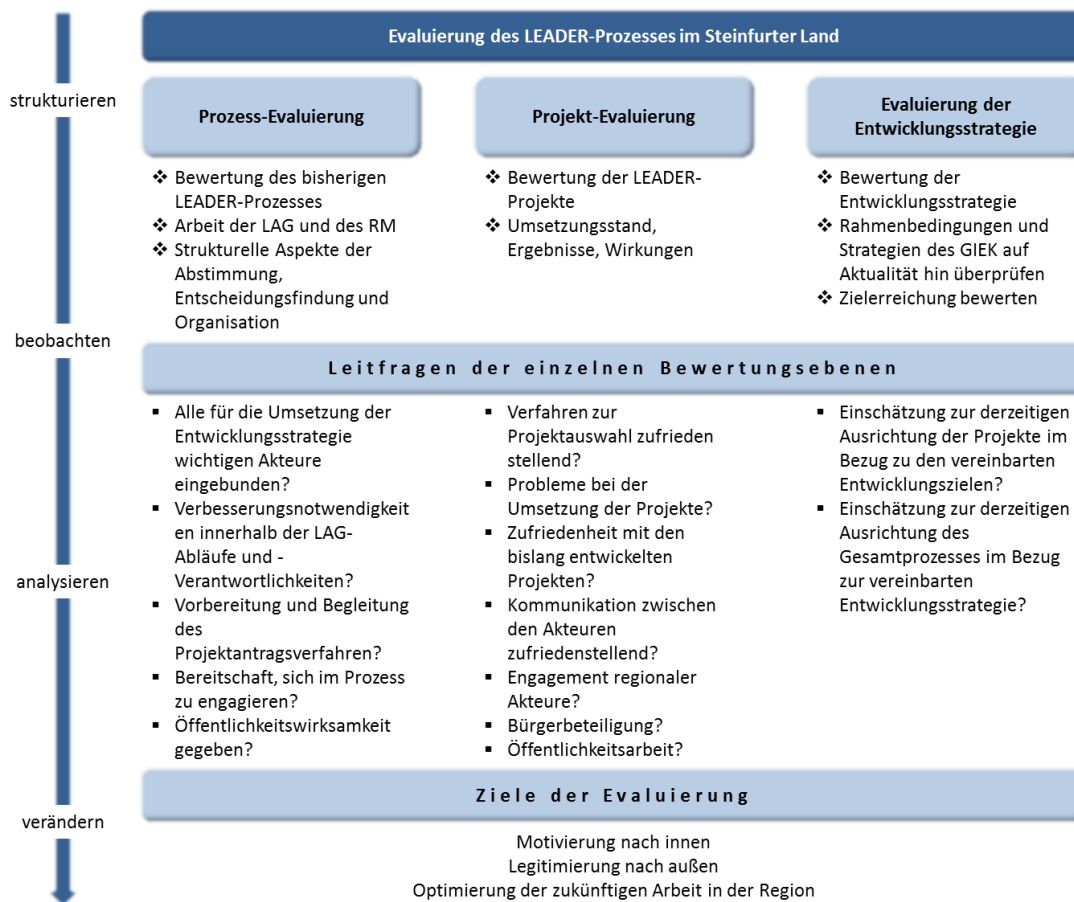 Evaluierung des LEADER-Prozesses im Steinfurter Land
strukturieren
beobachten
analysieren
verändern
Prozess-Evaluierung
❖ Bewertung des bisherigen
LEADER-Prozesses
❖ Arbeit der LAG und des RM
❖ Strukturelle Aspekte der
Abstimmung,
Entscheidungsfindung und
Organisation
Projekt-Evaluierung
❖ Bewertung der LEADER-
Projekte
❖ Umsetzungsstand,
Ergebnisse, Wirkungen
Evaluierung der
Entwicklungsstrategie
❖ Bewertung der
Entwicklungsstrategie
❖ Rahmenbedingungen und
Strategien des GIEK auf
Aktualität hin überprüfen
❖ Zielerreichung bewerten
Leitfragen der einzelnen Bewertungsebenen
▪ Alle für die Umsetzung der
Entwicklungsstrategie
wichtigen Akteure
eingebunden?
▪ Verbesserungsnotwendigkeit
en innerhalb der LAG-
Abläufe und -
Verantwortlichkeiten?
▪ Vorbereitung und Begleitung
des
Projektantragsverfahren?
▪ Bereitschaft, sich im Prozess
zu engagieren?
▪ Öffentlichkeitswirksamkeit
gegeben?
▪ Verfahren zur
Projektauswahl zufrieden
stellend?
▪ Probleme bei der
Umsetzung der Projekte?
▪ Zufriedenheit mit den
bislang entwickelten
Projekten?
▪ Kommunikation zwischen
den Akteuren
zufriedenstellend?
▪ Engagement regionaler
Akteure?
▪ Bürgerbeteiligung?
▪ Öffentlichkeitsarbeit?
▪ Einschätzung zur derzeitigen
Ausrichtung der Projekte im
Bezug zu den vereinbarten
Entwicklungszielen?
▪ Einschätzung zur derzeitigen
Ausrichtung des
Gesamtprozesses im Bezug
zur vereinbarten
Entwicklungsstrategie?
Ziele der Evaluierung
Motivierung nach innen
Legitimierung nach außen
Optimierung der zukünftigen Arbeit in der Region